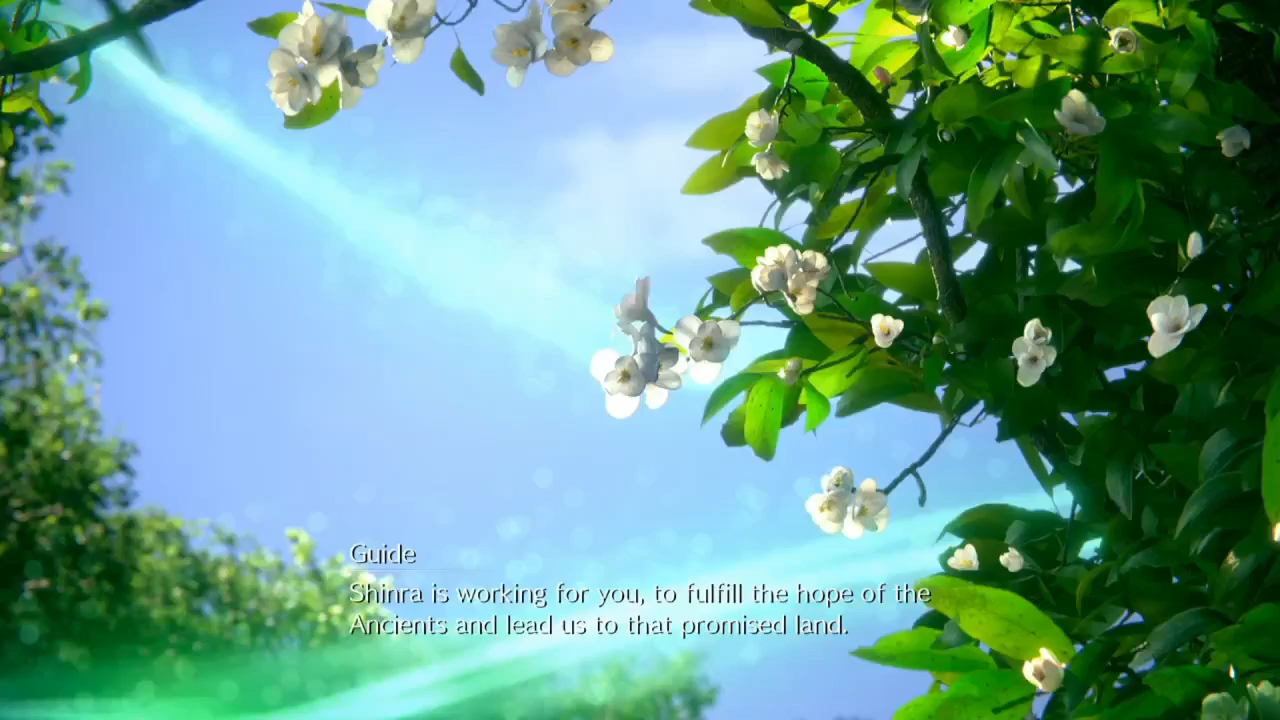 Guide
Shinra is working for you, to fulfill the hope of the
Ancients and lead us to that promised land.